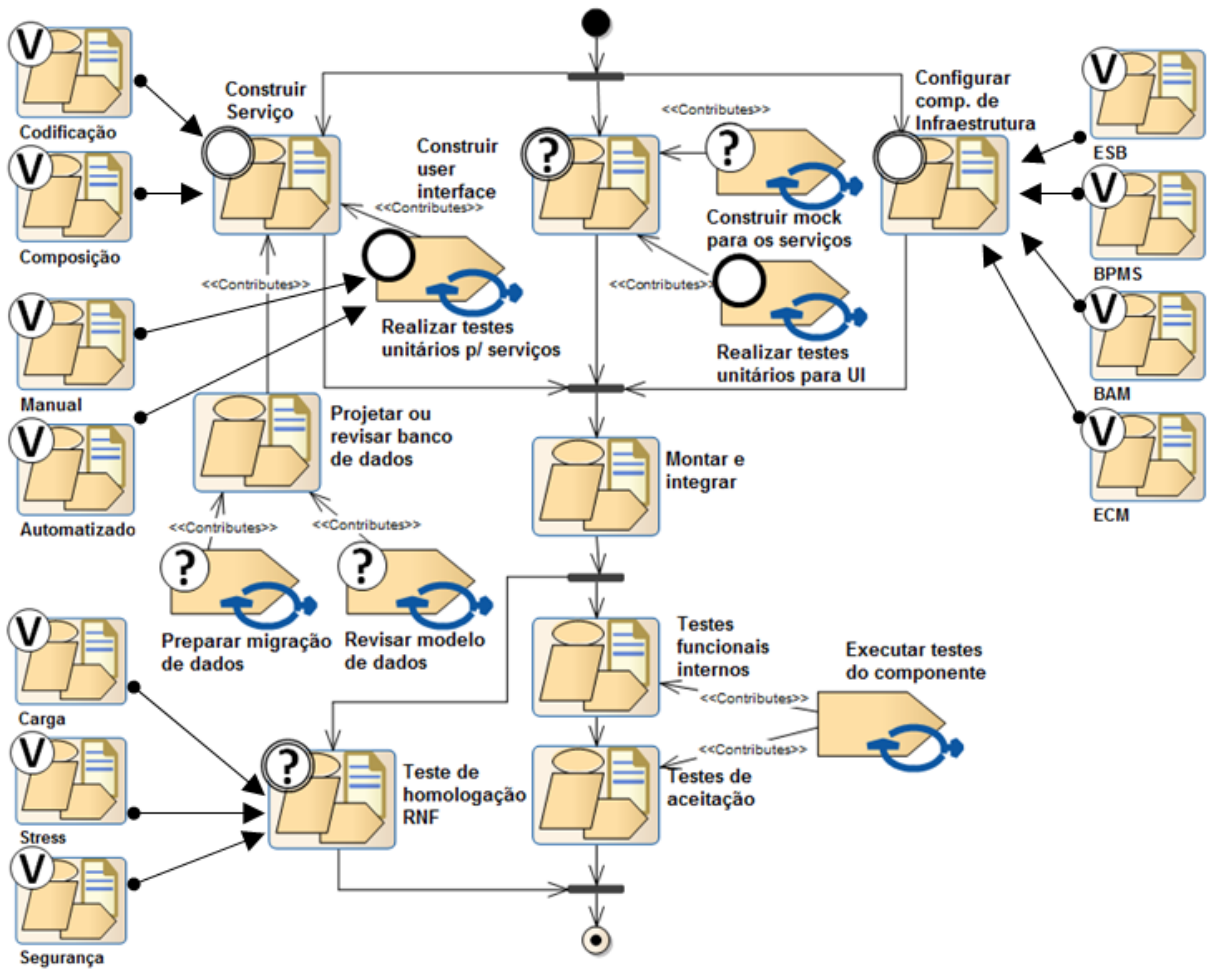 V
Codificação
V
Composição
V
Manual
V
Automatizado
Construir
Serviço
Construir
user
interface
<<Contributes>>
<<Contributes>>
Realizar testes
unitários p/ serviços
?
<<Contributes>>
?
Construir mock
para os serviços
<<Contributes>>
Realizar testes
unitários para UI
Configurar
comp. de
Infraestrutura
V
ESB
V
BPMS
V
BAM
V
ECM
Projetar ou
revisar banco
de dados
<<Contributes>>
<<Contributes>>
?
Preparar migração
de dados
?
Revisar modelo
de dados
Montar e
integrar
Testes
funcionais
internos
Executar testes
do componente
<<Contributes>>
<<Contributes>>
Testes de
aceitação
V
Carga
V
Stress
V
Segurança
?
Teste de
homologação
RNF